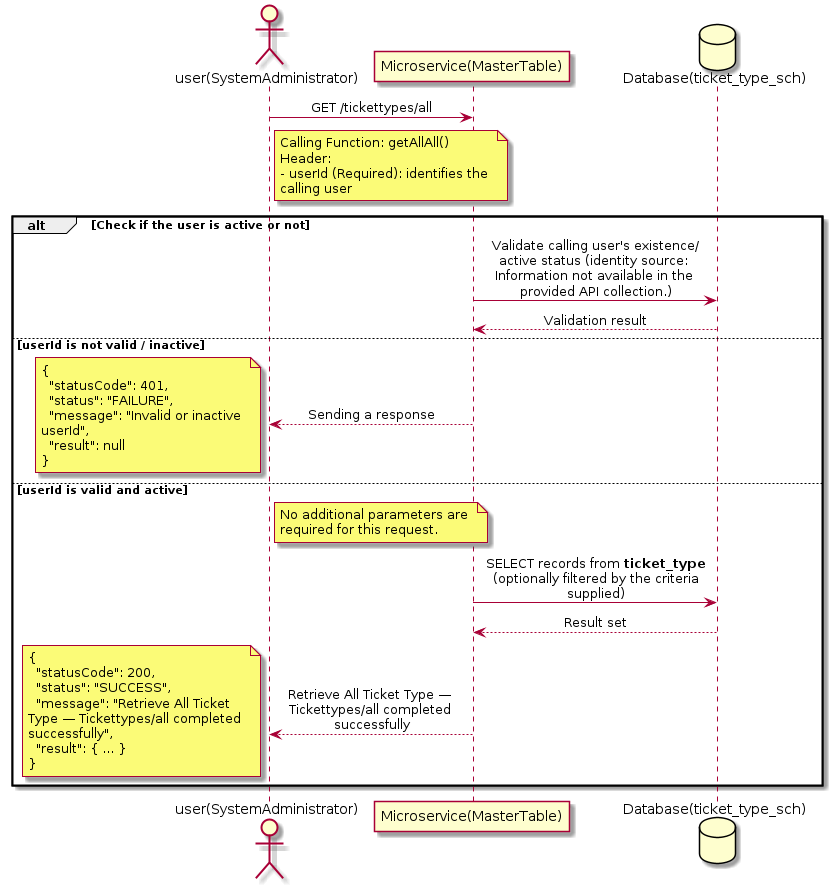 user(SystemAdministrator)
Microservice(MasterTable)
Database(ticket_type_sch)
GET /tickettypes/all
Calling Function: getAllAll()
Header:
- userId (Required): identifies the
calling user
alt
[Check if the user is active or not]
Validate calling user's existence/
active status (identity source:
Information not available in the
provided API collection.)
Validation result
[userId is not valid / inactive]
{
"statusCode": 401,
"status": "FAILURE",
"message": "Invalid or inactive
userId",
"result": null
}
Sending a response
[userId is valid and active]
No additional parameters are
required for this request.
SELECT records from ticket_type
(optionally filtered by the criteria
supplied)
Result set
{
"statusCode": 200,
"status": "SUCCESS",
"message": "Retrieve All Ticket
Type — Tickettypes/all completed
successfully",
"result": { ... }
}
Retrieve All Ticket Type —
Tickettypes/all completed
successfully
user(SystemAdministrator)
Microservice(MasterTable)
Database(ticket_type_sch)